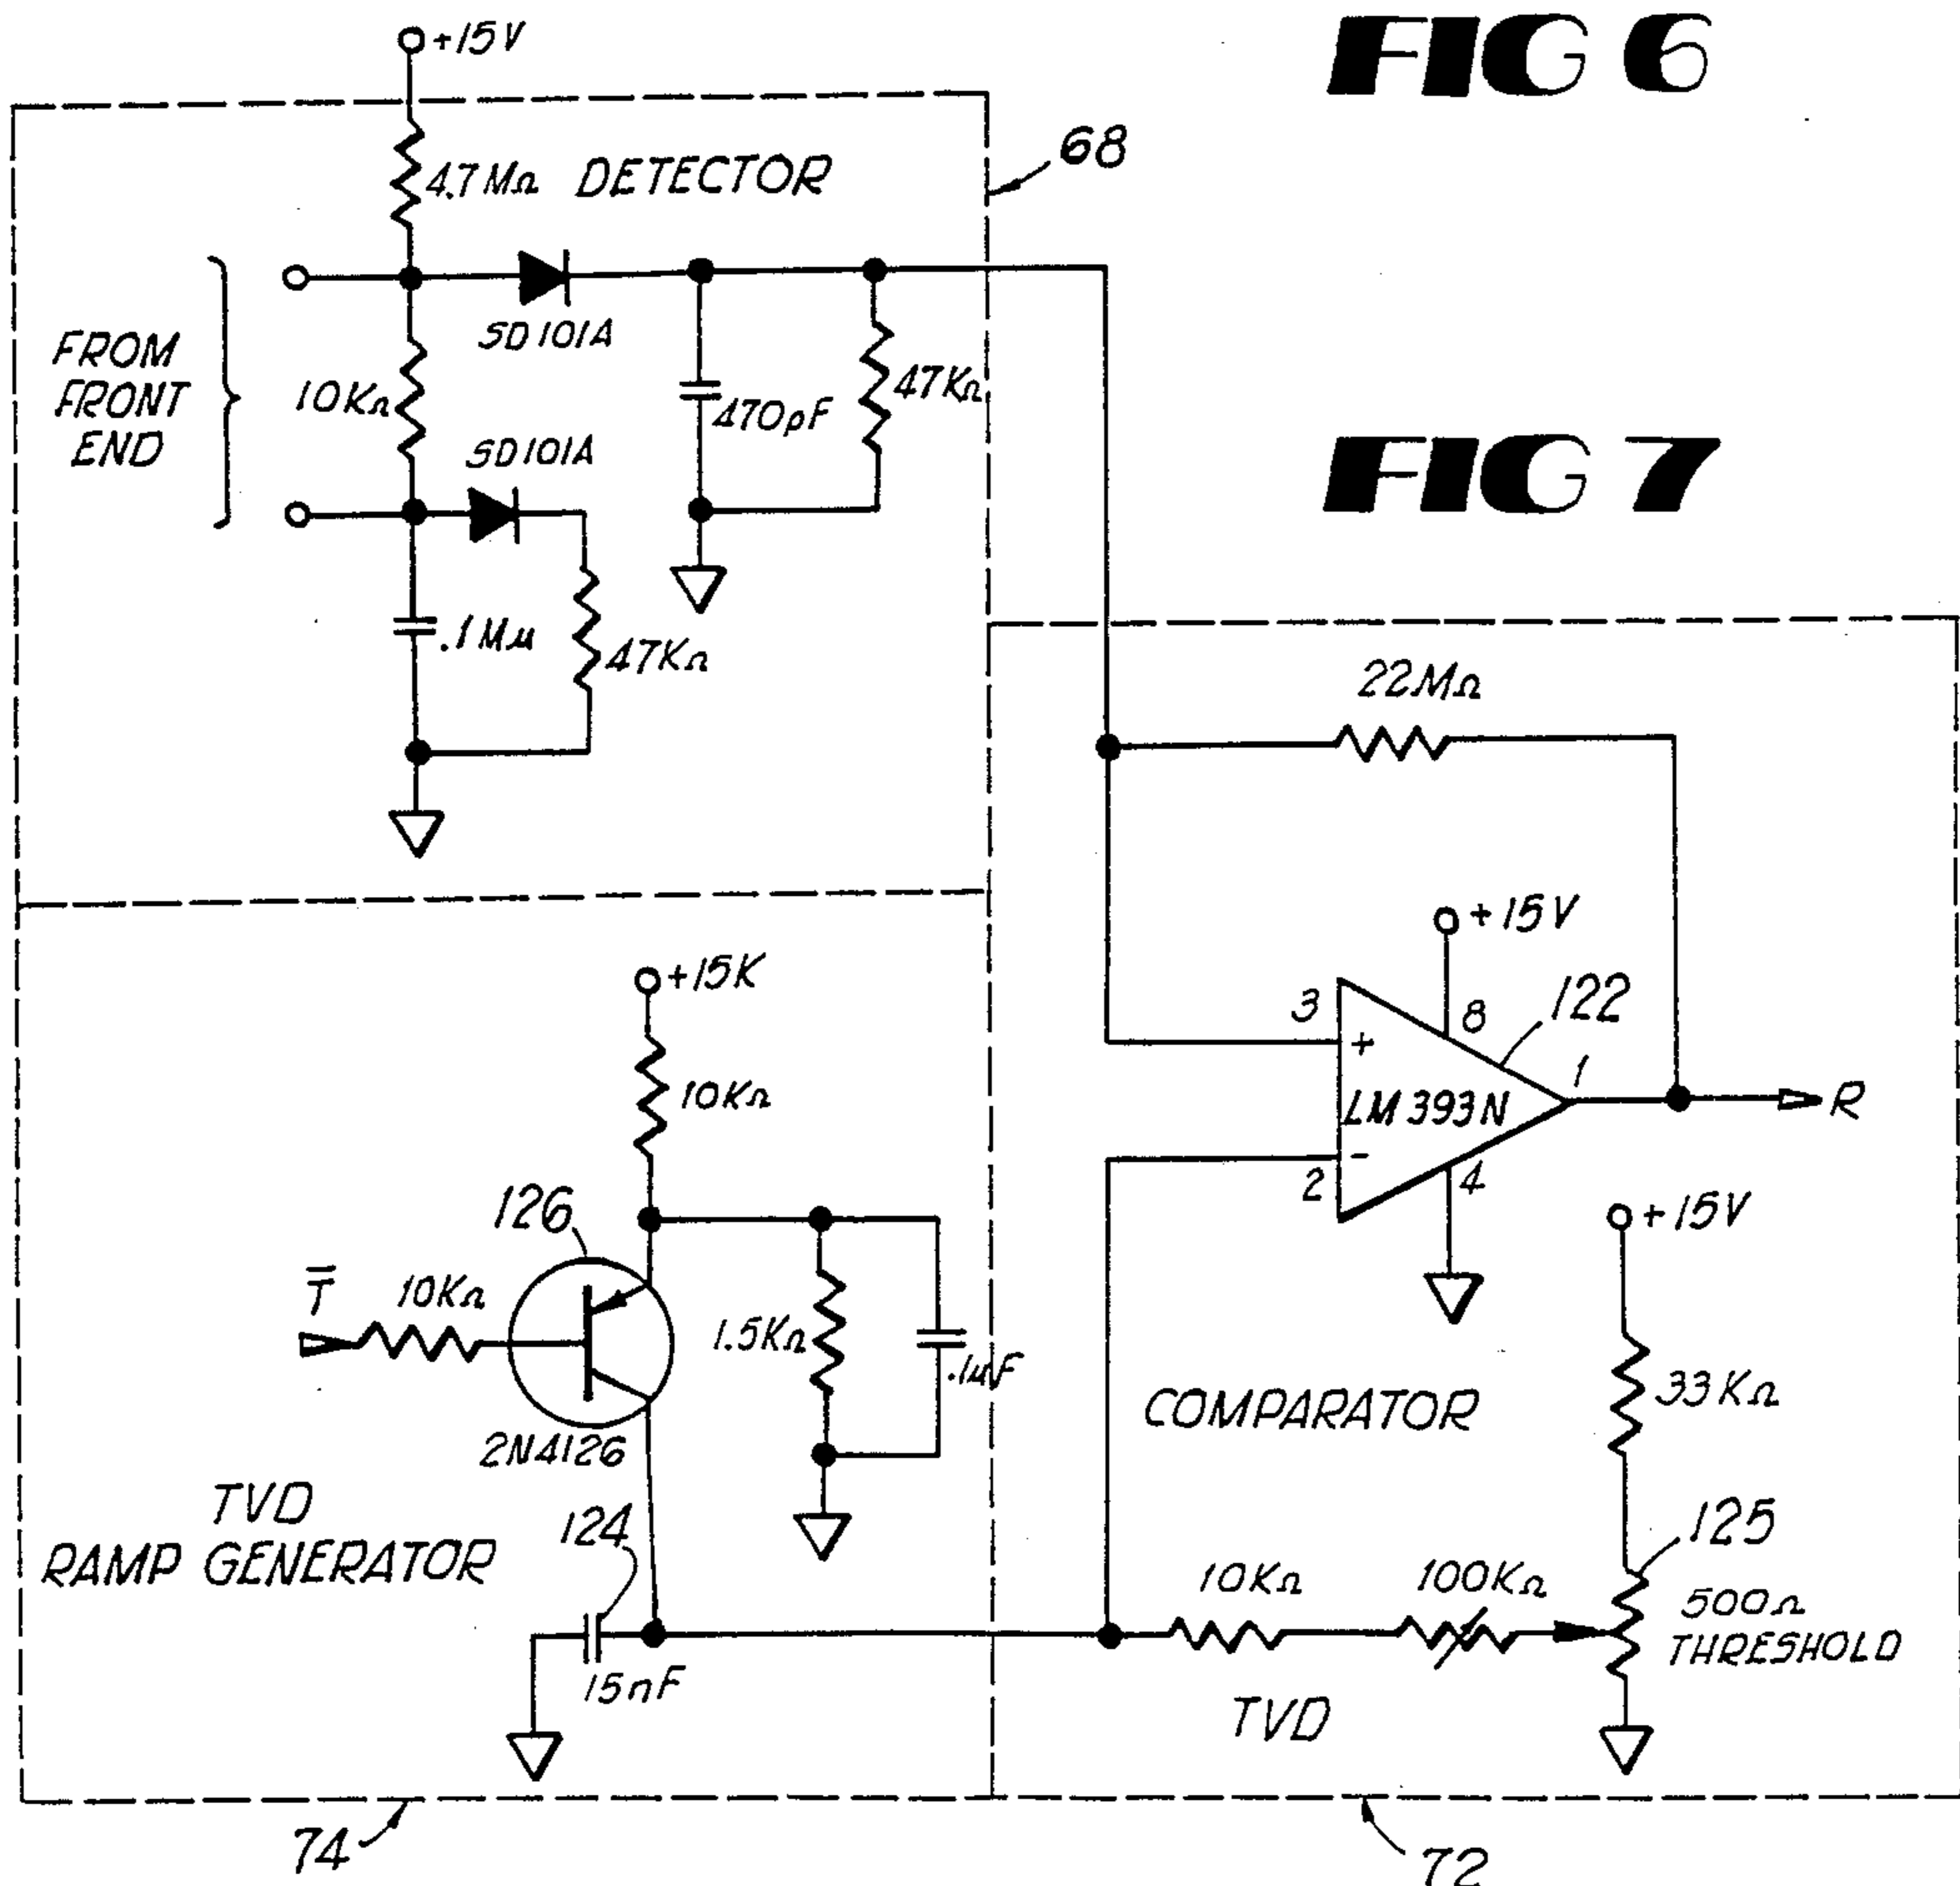 FIG 6
+15V
68
4.7MΩ
DETECTOR
SD101A
FROM
FRONT
END
10KΩ
470pF
47KΩ
SD101A
FIG 7
.1Mμ
47KΩ
22MΩ
+15V
+15K
3
8
122
+
1
10KΩ
LM393N
R
-
2
4
126
+15V
T̅
10KΩ
1.5KΩ
.1μF
33KΩ
COMPARATOR
2N4126
TVD
RAMP GENERATOR
124
125
10KΩ
100KΩ
500Ω
THRESHOLD
15nF
TVD
74
72